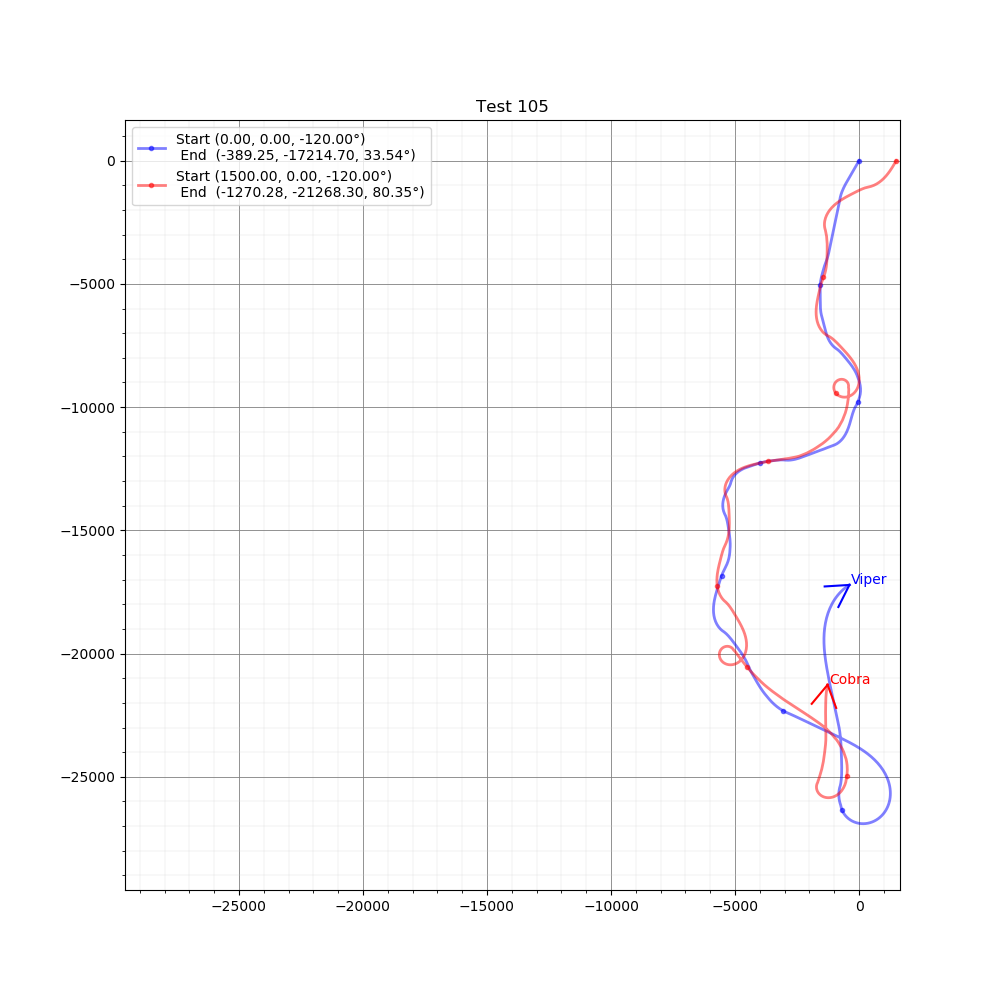 Test 105
Start (0.00, 0.00, -120.00°)
End  (-389.25, -17214.70, 33.54°)
Start (1500.00, 0.00, -120.00°)
End  (-1270.28, -21268.30, 80.35°)
0
−5000
−10000
−15000
−20000
−25000
Viper
Cobra
−25000
−20000
−15000
−10000
−5000
0